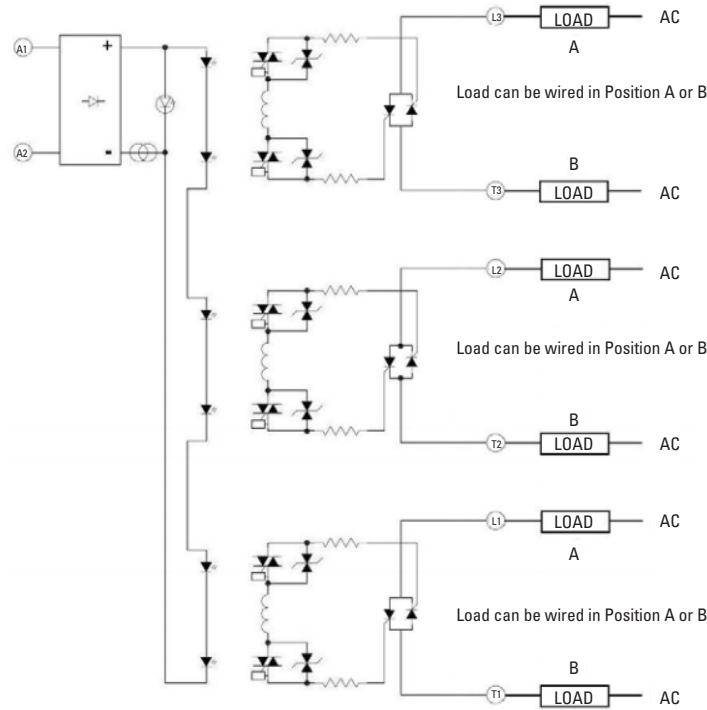 L3 LOAD AC
A
A1 +
Load can be wired in Position A or B
A2 -
B
T3 LOAD AC
L2 LOAD AC
A
Load can be wired in Position A or B
B
T2 LOAD AC
L1 LOAD AC
A
Load can be wired in Position A or B
B
T1 LOAD AC